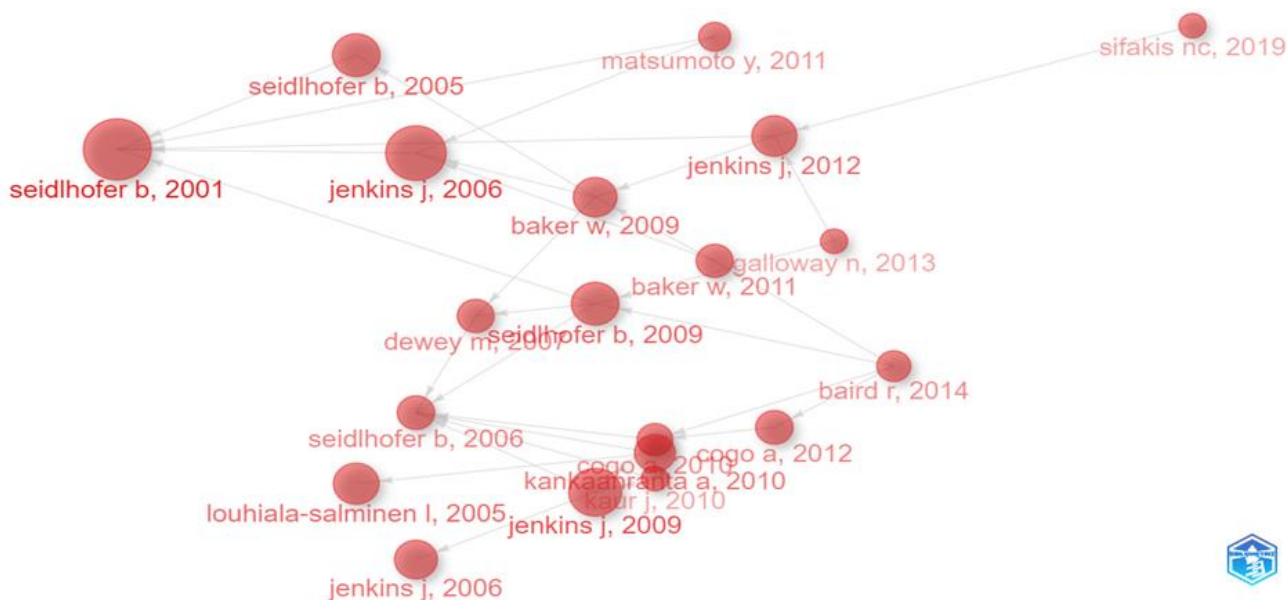 matsumoto y, 2011
sifakis nc, 2019
seidlhofer b, 2005
jenkins j, 2012
seidlhofer b, 2001
jenkins j, 2006
baker w, 2009
galloway n, 2013
baker w, 2011
dewey m, 2007
seidlhofer b, 2009
baird r, 2014
seidlhofer b, 2006
cogo a, 2012
cogo a, 2010
kankaanranta a, 2010
kaur j, 2010
louhiala-salminen l, 2005
jenkins j, 2009
jenkins j, 2006